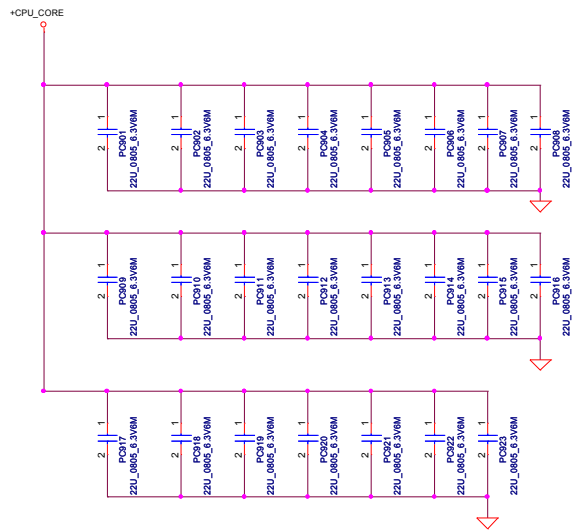 +CPU_CORE
1
2
PC901
22U_0805_6.3V6M
1
2
PC902
22U_0805_6.3V6M
1
2
PC903
22U_0805_6.3V6M
1
2
PC904
22U_0805_6.3V6M
1
2
PC905
22U_0805_6.3V6M
1
2
PC906
22U_0805_6.3V6M
1
2
PC907
22U_0805_6.3V6M
1
2
PC908
22U_0805_6.3V6M
1
2
PC909
22U_0805_6.3V6M
1
2
PC910
22U_0805_6.3V6M
1
2
PC911
22U_0805_6.3V6M
1
2
PC912
22U_0805_6.3V6M
1
2
PC913
22U_0805_6.3V6M
1
2
PC914
22U_0805_6.3V6M
1
2
PC915
22U_0805_6.3V6M
1
2
PC916
22U_0805_6.3V6M
1
2
PC917
22U_0805_6.3V6M
1
2
PC918
22U_0805_6.3V6M
1
2
PC919
22U_0805_6.3V6M
1
2
PC920
22U_0805_6.3V6M
1
2
PC921
22U_0805_6.3V6M
1
2
PC922
22U_0805_6.3V6M
1
2
PC923
22U_0805_6.3V6M